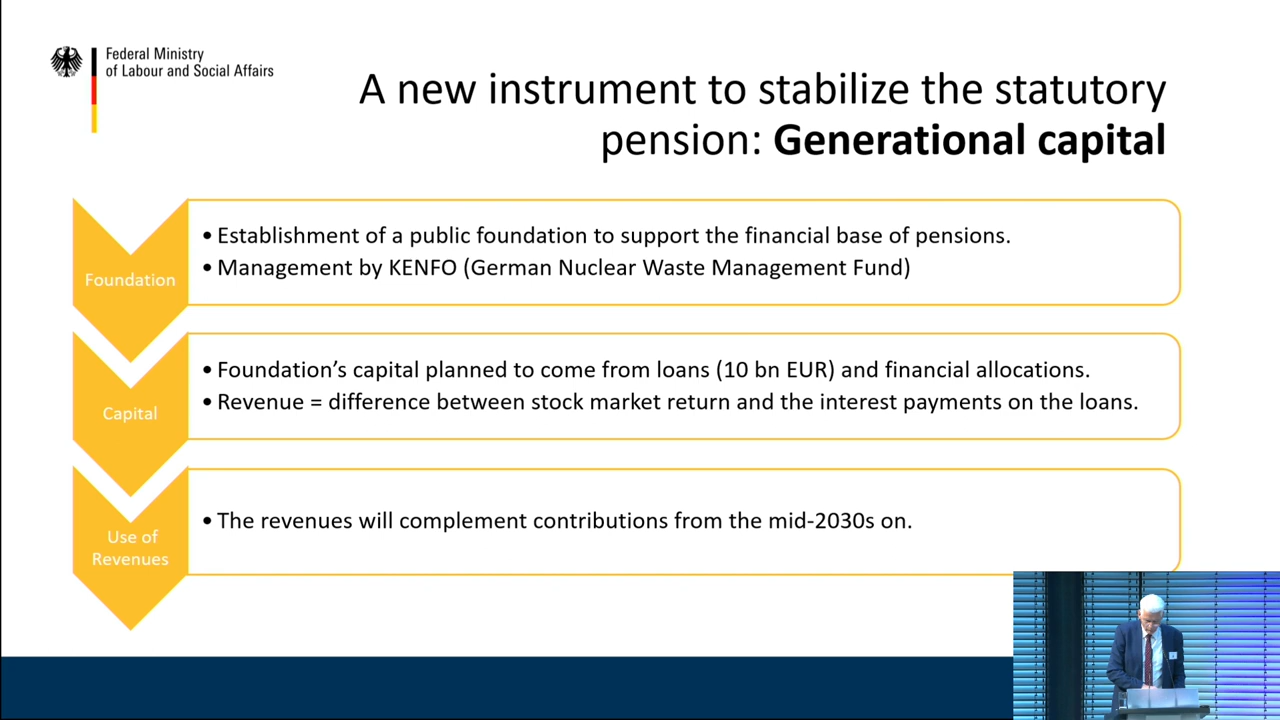 Federal Ministry
of Labour and Social Affairs
A new instrument to stabilize the statutory
pension: Generational capital
Foundation
• Establishment of a public foundation to support the financial base of pensions.
• Management by KENFO (German Nuclear Waste Management Fund)
Capital
• Foundation’s capital planned to come from loans (10 bn EUR) and financial allocations.
• Revenue = difference between stock market return and the interest payments on the loans.
Use of
Revenues
• The revenues will complement contributions from the mid-2030s on.